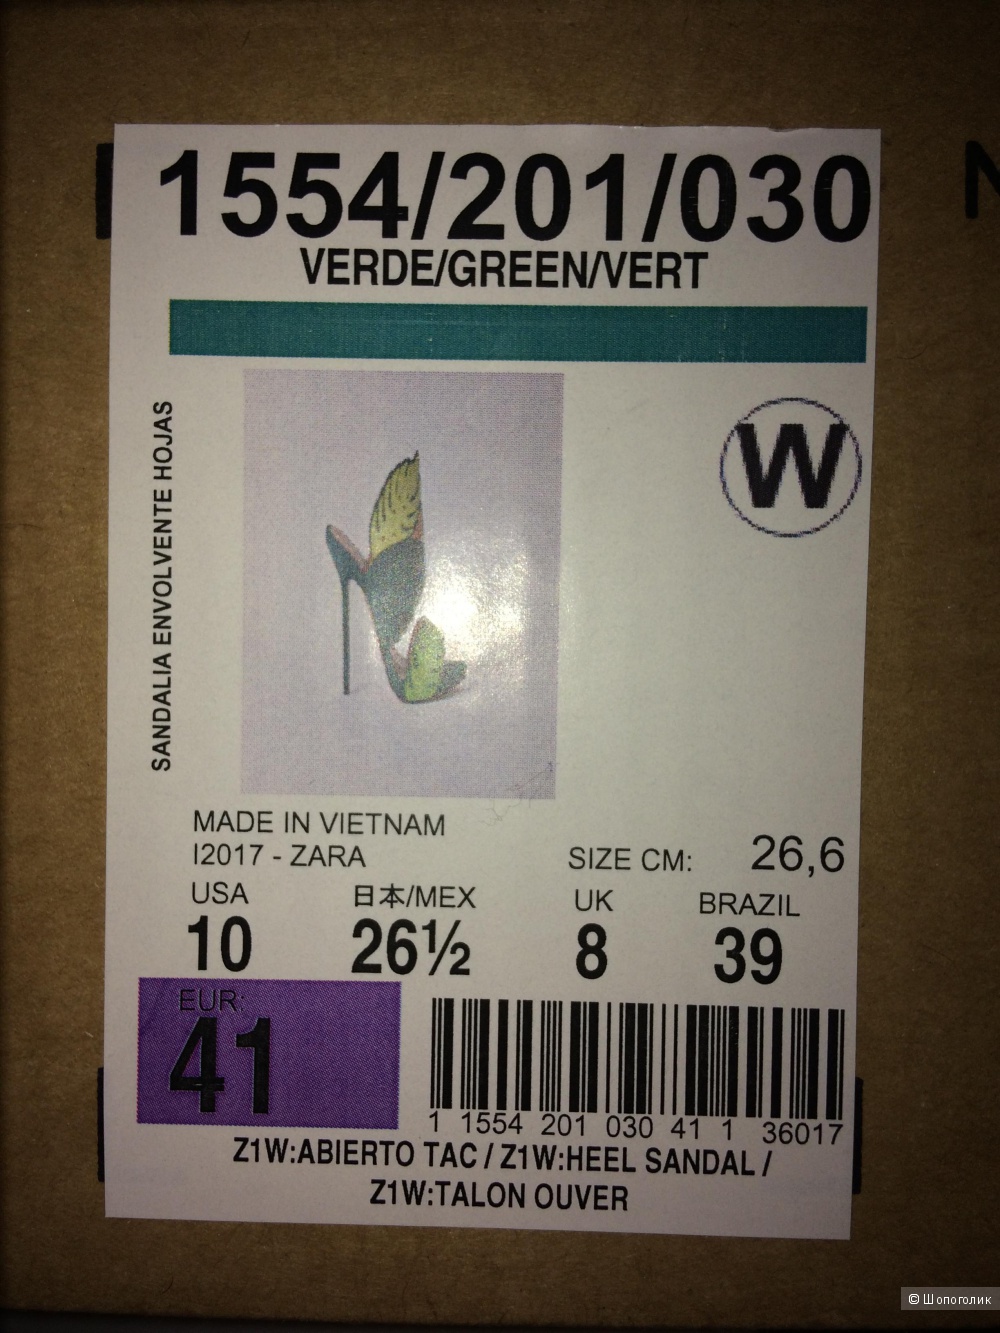 1554/201/030
VERDE/GREEN/VERT
SANDALIA ENVOLVENTE HOJAS
W
MADE IN VIETNAM
I2017 - ZARA
SIZE CM: 26,6
USA 日本/MEX UK BRAZIL
10 26½ 8 39
EUR:
41
1 1554 201 030 41 1 36017
Z1W:ABIERTO TAC / Z1W:HEEL SANDAL /
Z1W:TALON OUVER
© Шопоголик